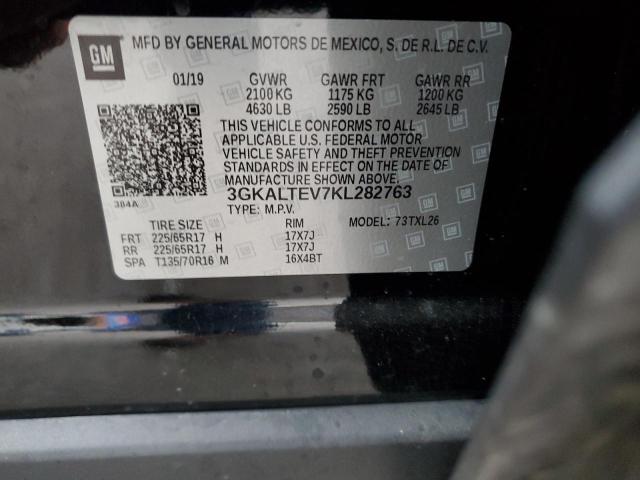 GM
MFD BY GENERAL MOTORS DE MEXICO, S. DE R.L. DE C.V.
01/19 GVWR GAWR FRT GAWR RR
2100 KG 1175 KG 1200 KG
4630 LB 2590 LB 2645 LB
THIS VEHICLE CONFORMS TO ALL
APPLICABLE U.S. FEDERAL MOTOR
VEHICLE SAFETY AND THEFT PREVENTION
STANDARDS IN EFFECT ON THE DATE OF
MANUFACTURE SHOWN ABOVE.
3B4A
3GKALTEV7KL282763
TYPE: M.P.V. MODEL: 73TXL26
TIRE SIZE RIM
FRT 225/65R17 H 17X7J
RR 225/65R17 H 17X7J
SPA T135/70R16 M 16X4BT